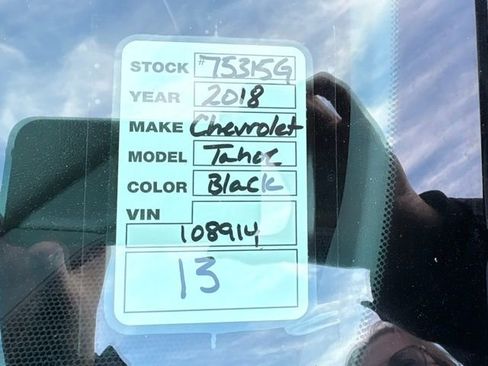 STOCK #75315G
YEAR 2018
MAKE Chevrolet
MODEL Tahoe
COLOR Black
VIN
108914
13